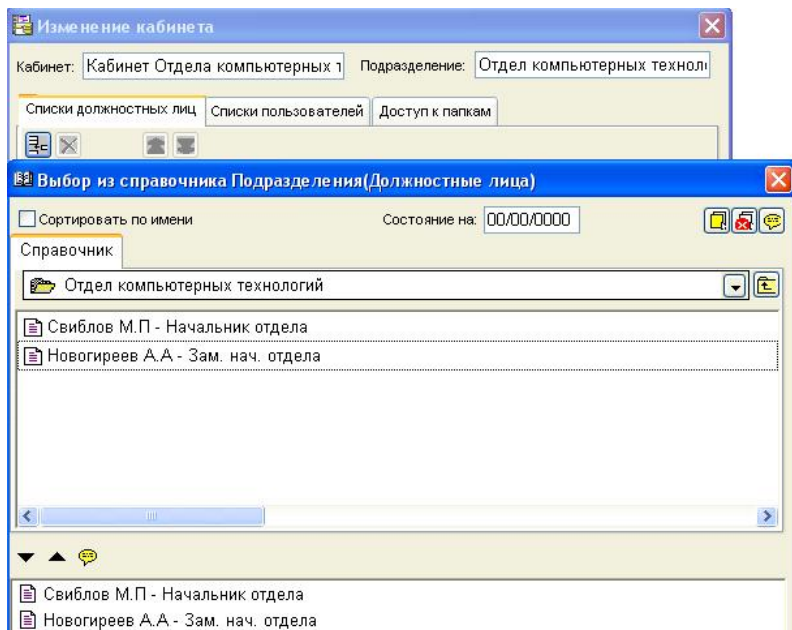 Изменение кабинета
Кабинет: Кабинет Отдела компьютерных т Подразделение: Отдел компьютерных технол
Списки должностных лиц Списки пользователей Доступ к папкам
Выбор из справочника Подразделения(Должностные лица)
Сортировать по имени Состояние на: 00/00/0000
Справочник
Отдел компьютерных технологий
Свиблов М.П - Начальник отдела
Новогиреев А.А - Зам. нач. отдела
Свиблов М.П - Начальник отдела
Новогиреев А.А - Зам. нач. отдела